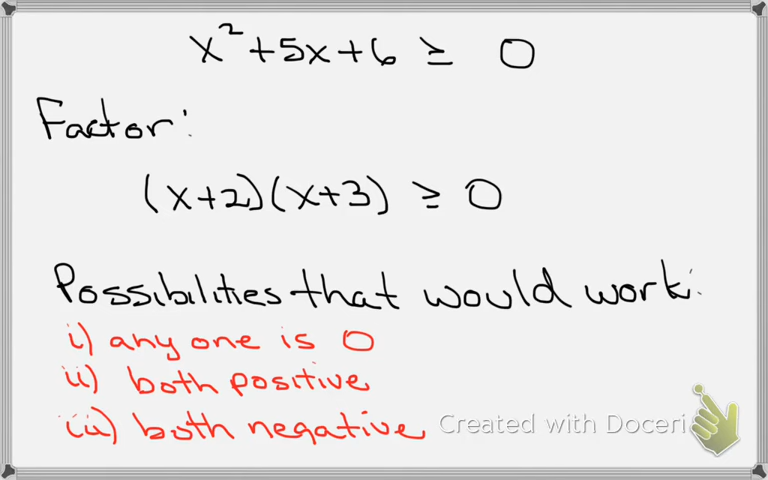 x² + 5x + 6 ≥ 0
Factor:
(x+2)(x+3) ≥ 0
Possibilities that would work:
i) any one is 0
ii) both positive
iii) both negative
Created with Doceri